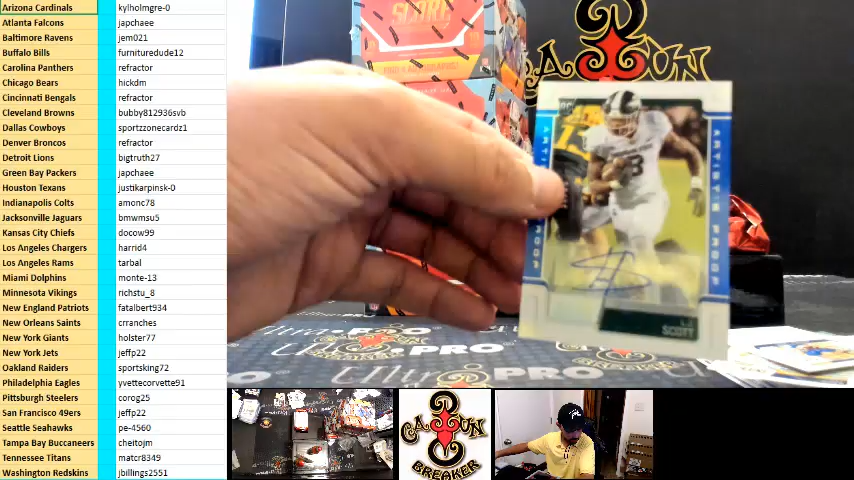 Arizona Cardinals kylholmgre-0
Atlanta Falcons japchaee
Baltimore Ravens jem021
Buffalo Bills furnituredude12
Carolina Panthers refractor
Chicago Bears hickdm
Cincinnati Bengals refractor
Cleveland Browns bubby812936svb
Dallas Cowboys sportzzonecardz1
Denver Broncos refractor
Detroit Lions bigtruth27
Green Bay Packers japchaee
Houston Texans justikarpinsk-0
Indianapolis Colts amonc78
Jacksonville Jaguars bmwmsu5
Kansas City Chiefs docow99
Los Angeles Chargers harrid4
Los Angeles Rams tarbal
Miami Dolphins monte-13
Minnesota Vikings richstu_8
New England Patriots fatalbert934
New Orleans Saints crranches
New York Giants holster77
New York Jets jeffp22
Oakland Raiders sportsking72
Philadelphia Eagles yvettecorvette91
Pittsburgh Steelers corog25
San Francisco 49ers jeffp22
Seattle Seahawks pe-4560
Tampa Bay Buccaneers cheitojm
Tennessee Titans matcr8349
Washington Redskins jbillings2551
SCORE
ARTIST'S PROOF
SCOTT
Ultra PRO
CAJUN
BREAKER